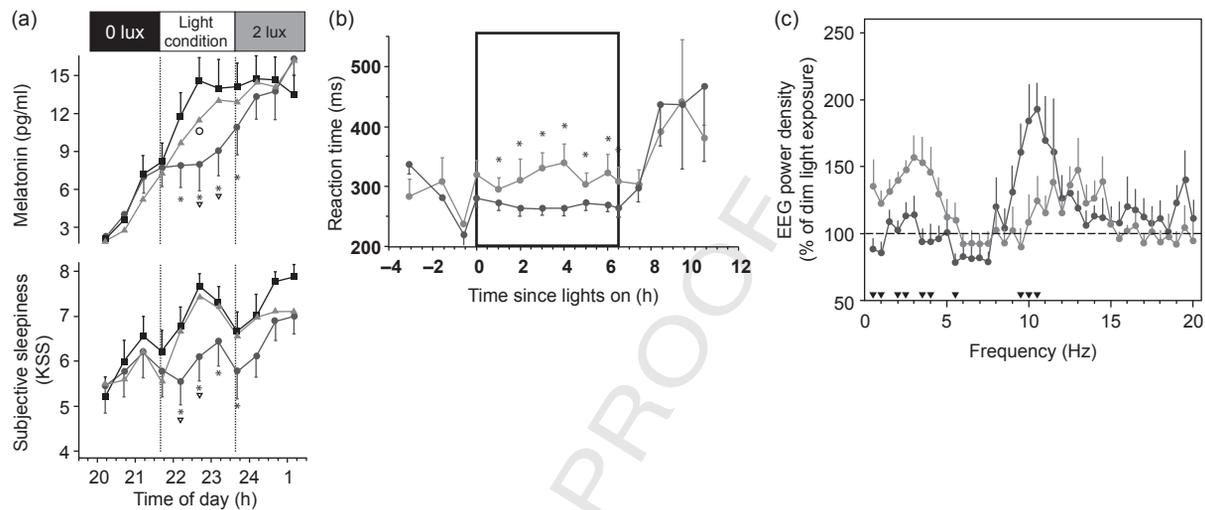 (a)
0 lux
Light
condition
2 lux
Melatonin (pg/ml)
15
12
9
6
3
Subjective sleepiness
(KSS)
8
7
6
5
4
20 21 22 23 24 1
Time of day (h)
(b)
Reaction time (ms)
500
400
300
200
–4 –2 0 2 4 6 8 10 12
Time since lights on (h)
(c)
EEG power density
(% of dim light exposure)
250
200
150
100
50
0 5 10 15 20
Frequency (Hz)
PROOF